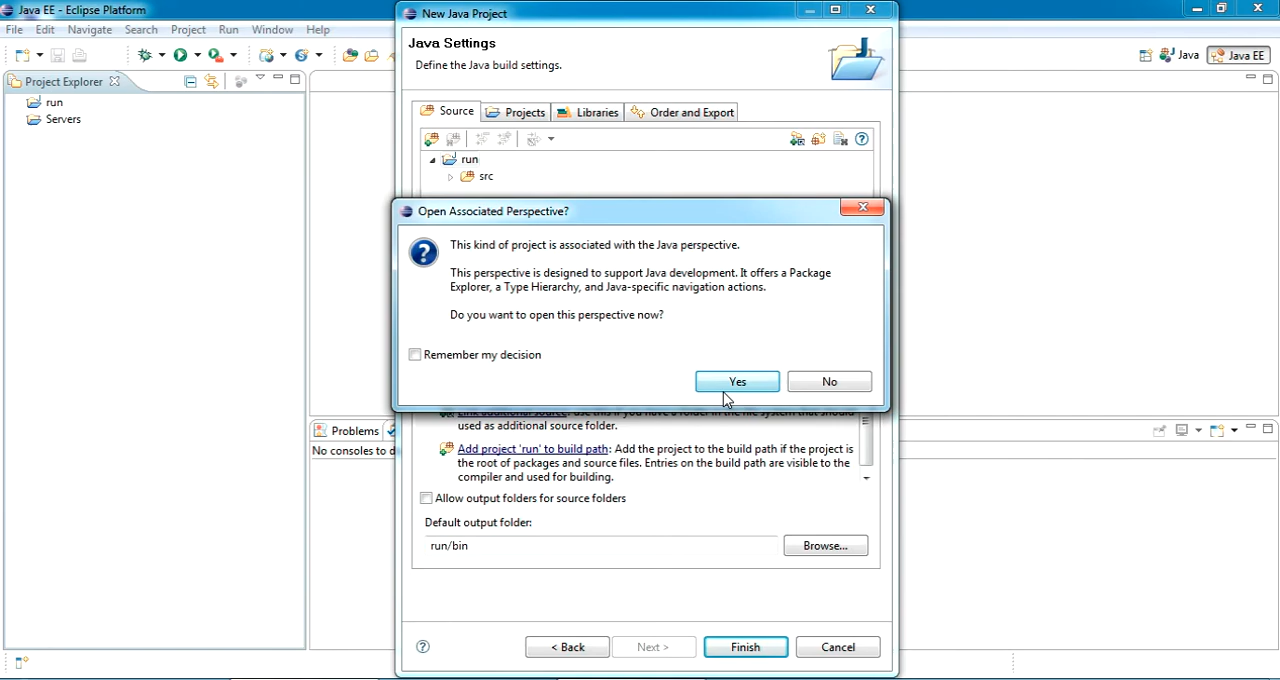 Java EE - Eclipse Platform
File Edit Navigate Search Project Run Window Help
Java Java EE
Project Explorer
run
Servers
New Java Project
Java Settings
Define the Java build settings.
Source Projects Libraries Order and Export
run
src
Open Associated Perspective?
This kind of project is associated with the Java perspective.
This perspective is designed to support Java development. It offers a Package
Explorer, a Type Hierarchy, and Java-specific navigation actions.
Do you want to open this perspective now?
Remember my decision
Yes No
Problems
No consoles to d
used as additional source folder.
Add project 'run' to build path: Add the project to the build path if the project is
the root of packages and source files. Entries on the build path are visible to the
compiler and used for building.
Allow output folders for source folders
Default output folder:
run/bin
Browse...
< Back Next > Finish Cancel